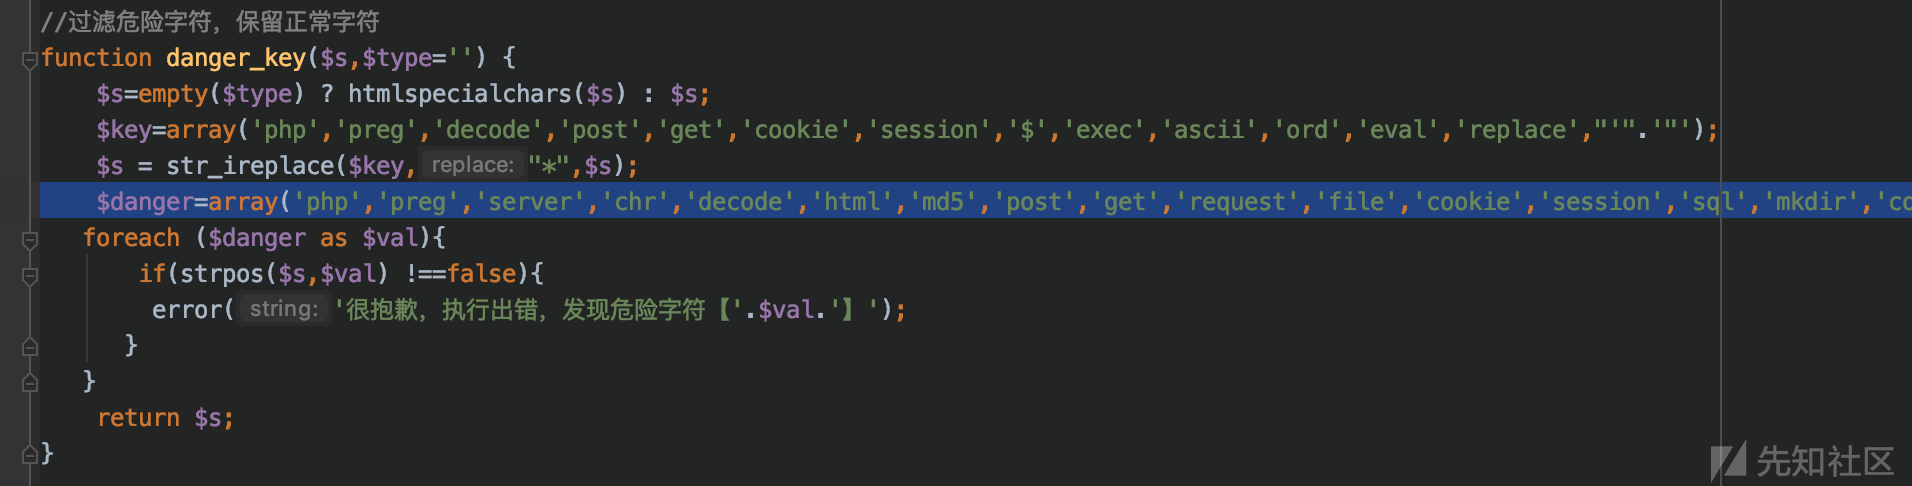 //过滤危险字符，保留正常字符
function danger_key($s,$type='') {
$s=empty($type) ? htmlspecialchars($s) : $s;
$key=array('php','preg','decode','post','get','cookie','session','$','exec','ascii','ord','eval','replace',"'".'"');
$s = str_ireplace($key, replace: "*",$s);
$danger=array('php','preg','server','chr','decode','html','md5','post','get','request','file','cookie','session','sql','mkdir','co
foreach ($danger as $val){
if(strpos($s,$val) !==false){
error( string: '很抱歉，执行出错，发现危险字符【'.$val.'】');
}
}
return $s;
}
先知社区